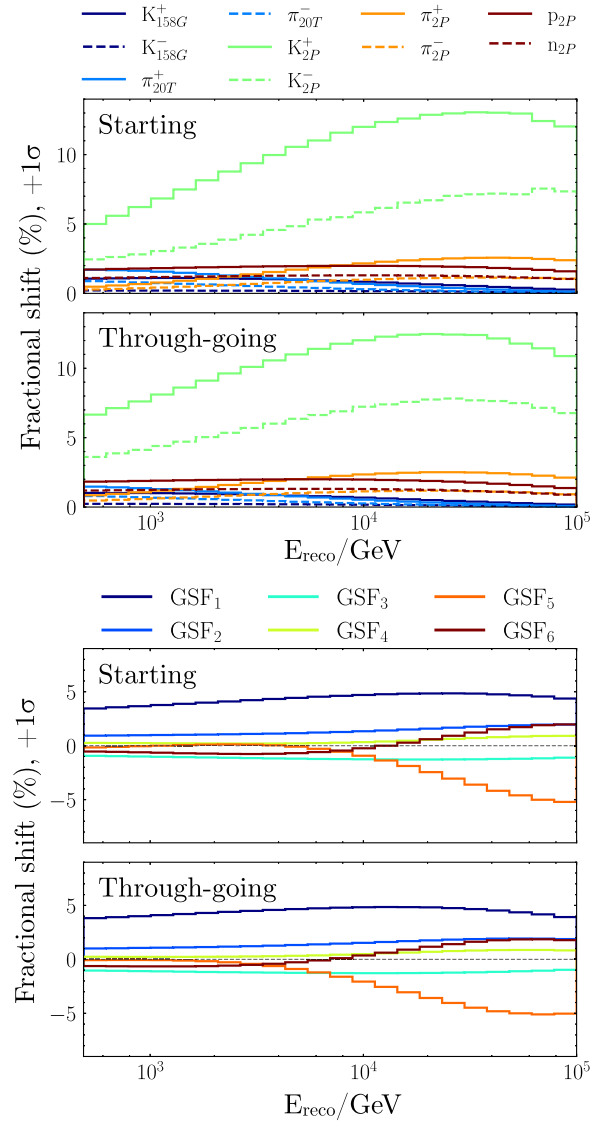 K⁺₁₅₈G π⁻₂₀T π⁺₂P p₂P
K⁻₁₅₈G K⁺₂P π⁻₂P n₂P
π⁺₂₀T K⁻₂P
Starting
10
5
0
Through-going
10
5
0
Fractional shift (%), +1σ
10³ 10⁴ 10⁵
E_reco/GeV
GSF₁ GSF₃ GSF₅
GSF₂ GSF₄ GSF₆
Starting
5
0
−5
Through-going
5
0
−5
Fractional shift (%), +1σ
10³ 10⁴ 10⁵
E_reco/GeV